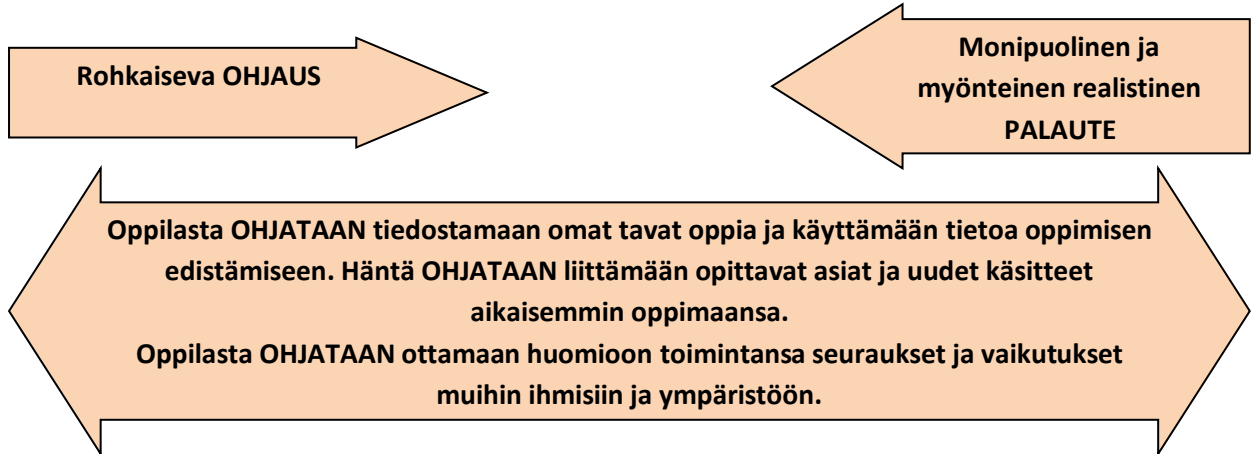 Rohkaiseva OHJAUS
Monipuolinen ja
myönteinen realistinen
PALAUTE
Oppilasta OHJATAAN tiedostamaan omat tavat oppia ja käyttämään tietoa oppimisen
edistämiseen. Häntä OHJATAAN liittämään opittavat asiat ja uudet käsitteet
aikaisemmin oppimaansa.
Oppilasta OHJATAAN ottamaan huomioon toimintansa seuraukset ja vaikutukset
muihin ihmisiin ja ympäristöön.